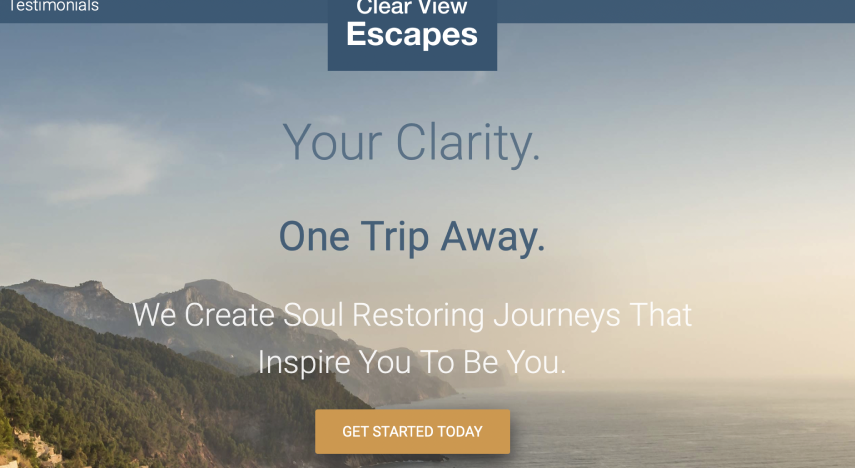 Testimonials
Clear View
Escapes
Your Clarity.
One Trip Away.
We Create Soul Restoring Journeys That
Inspire You To Be You.
GET STARTED TODAY